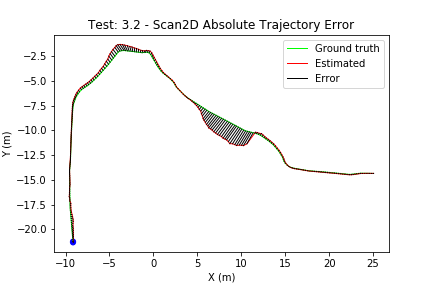 Test: 3.2 - Scan2D Absolute Trajectory Error
Ground truth
Estimated
Error
Y (m)
−2.5
−5.0
−7.5
−10.0
−12.5
−15.0
−17.5
−20.0
−10
−5
0
5
10
15
20
25
X (m)